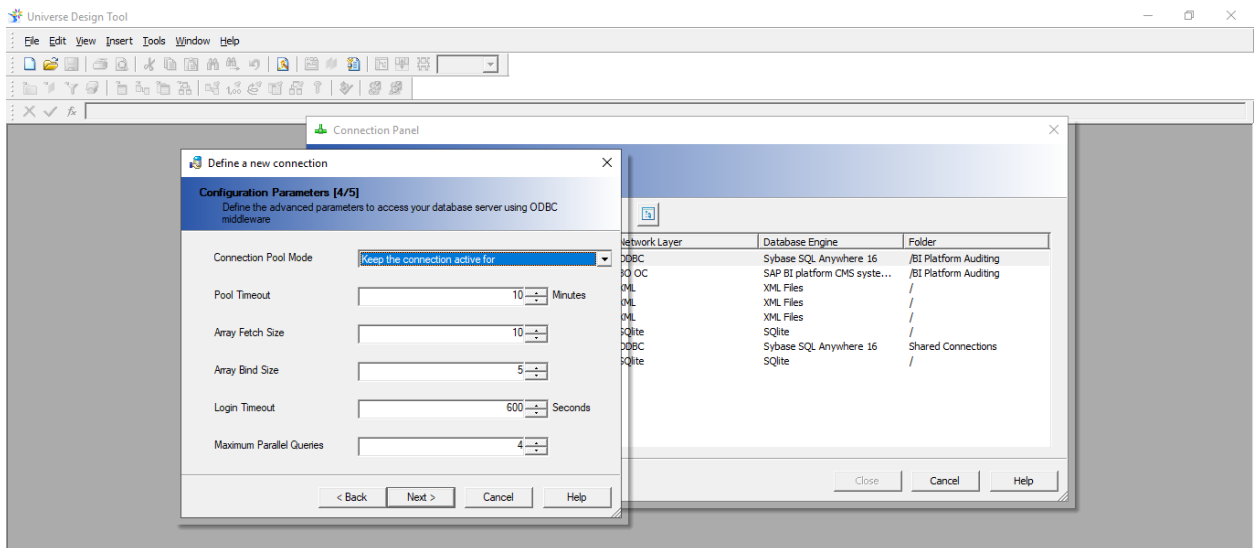 Universe Design Tool
File Edit View Insert Tools Window Help
Connection Panel
Define a new connection
Configuration Parameters [4/5]
Define the advanced parameters to access your database server using ODBC
middleware
Connection Pool Mode Keep the connection active for
Pool Timeout 10 Minutes
Array Fetch Size 10
Array Bind Size 5
Login Timeout 600 Seconds
Maximum Parallel Queries 4
< Back Next > Cancel Help
Network Layer Database Engine Folder
ODBC Sybase SQL Anywhere 16 /BI Platform Auditing
BO OC SAP BI platform CMS syste... /BI Platform Auditing
XML XML Files /
XML XML Files /
XML XML Files /
SQlite SQlite /
ODBC Sybase SQL Anywhere 16 Shared Connections
SQlite SQlite /
Close Cancel Help